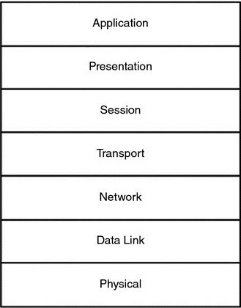 Application
Presentation
Session
Transport
Network
Data Link
Physical